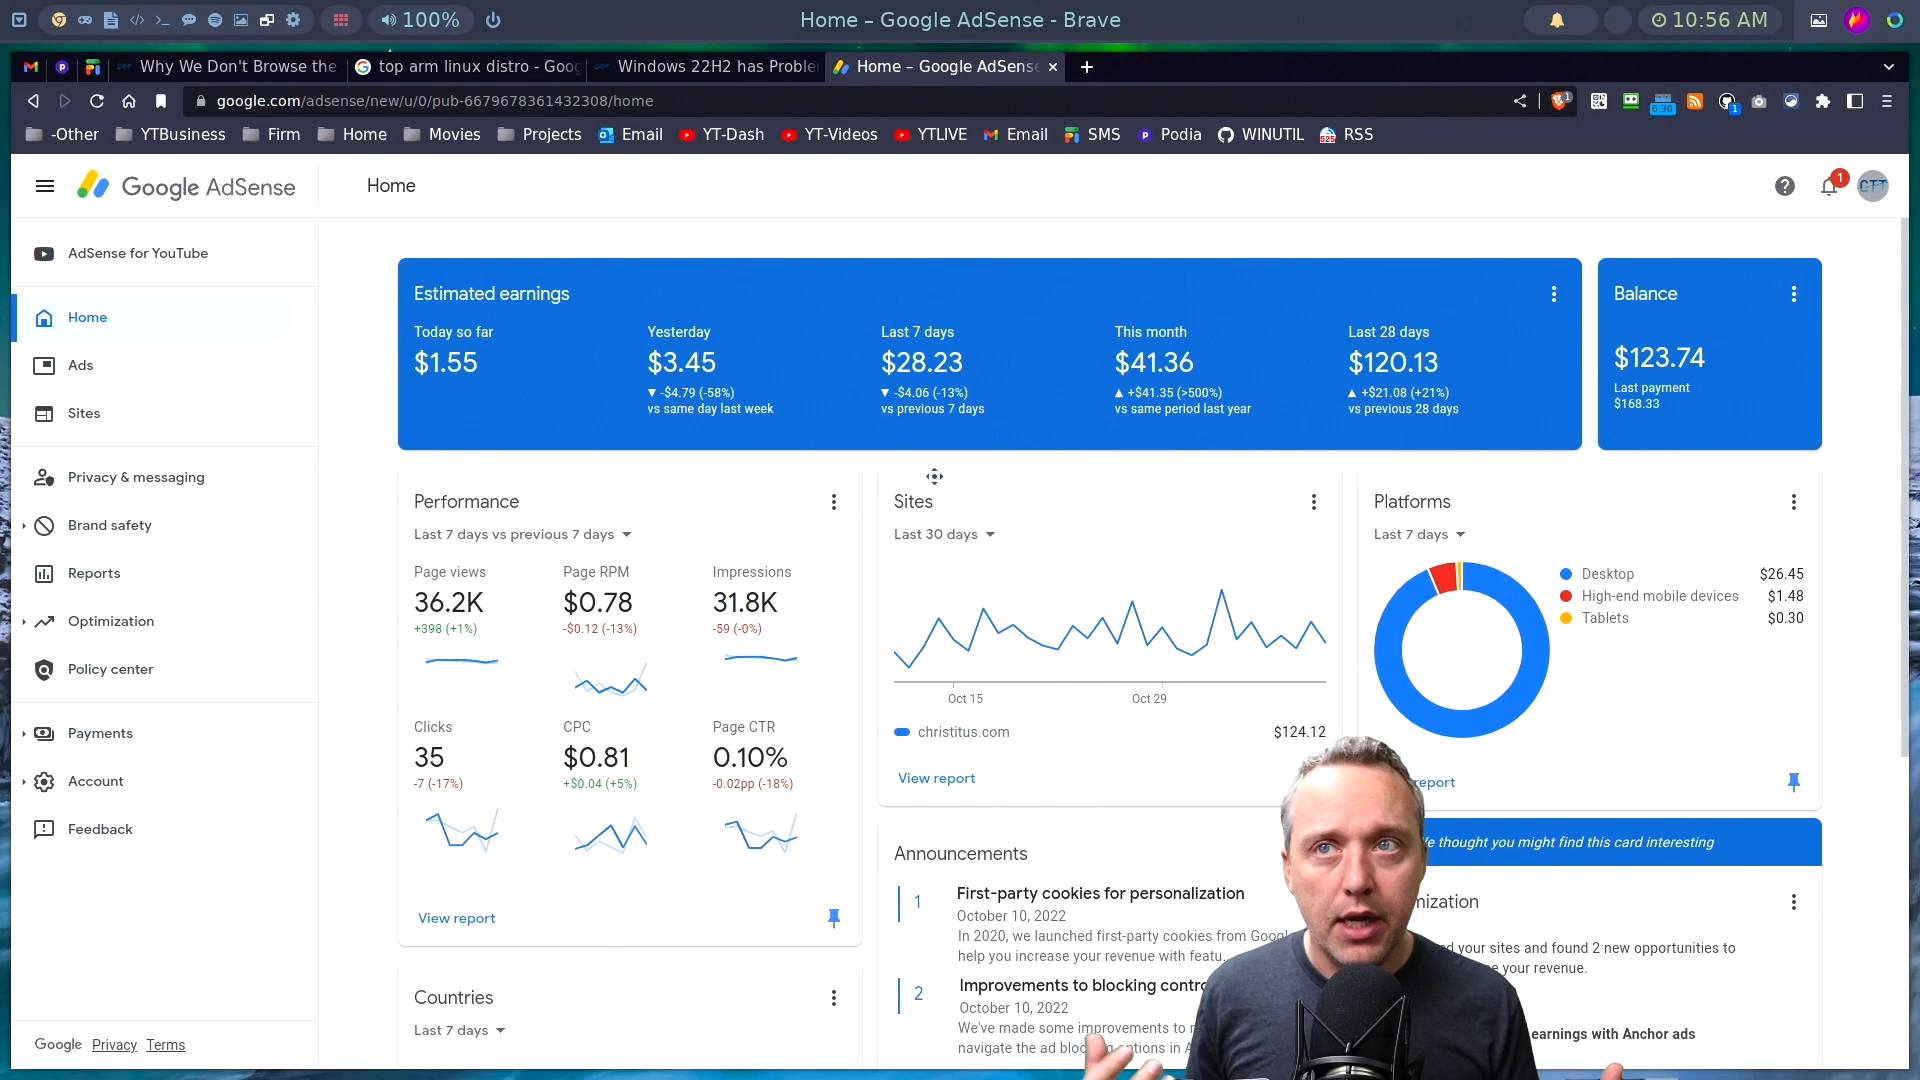 100%
Home – Google AdSense - Brave
10:56 AM
Why We Don't Browse the
top arm linux distro - Goog
Windows 22H2 has Proble
Home – Google AdSense
google.com/adsense/new/u/0/pub-6679678361432308/home
1
6:30
1
-Other
YTBusiness
Firm
Home
Movies
Projects
Email
YT-Dash
YT-Videos
YTLIVE
Email
SMS
Podia
WINUTIL
RSS
Google AdSense
Home
1
CTT
AdSense for YouTube
Home
Ads
Sites
Privacy & messaging
Brand safety
Reports
Optimization
Policy center
Payments
Account
Feedback
Google Privacy Terms
Estimated earnings
Today so far
$1.55
Yesterday
$3.45
-$4.79 (-58%)
vs same day last week
Last 7 days
$28.23
-$4.06 (-13%)
vs previous 7 days
This month
$41.36
+$41.35 (>500%)
vs same period last year
Last 28 days
$120.13
+$21.08 (+21%)
vs previous 28 days
Balance
$123.74
Last payment
$168.33
Performance
Last 7 days vs previous 7 days
Page views
36.2K
+398 (+1%)
Page RPM
$0.78
-$0.12 (-13%)
Impressions
31.8K
-59 (-0%)
Clicks
35
-7 (-17%)
CPC
$0.81
+$0.04 (+5%)
Page CTR
0.10%
-0.02pp (-18%)
View report
Countries
Last 7 days
Sites
Last 30 days
Oct 15
Oct 29
christitus.com $124.12
View report
Announcements
1 First-party cookies for personalization
October 10, 2022
In 2020, we launched first-party cookies from Googl
help you increase your revenue with featu.
2 Improvements to blocking contro
October 10, 2022
We've made some improvements to
navigate the ad blocking options in A
Platforms
Last 7 days
Desktop $26.45
High-end mobile devices $1.48
Tablets $0.30
report
thought you might find this card interesting
nization
your sites and found 2 new opportunities to
your revenue.
earnings with Anchor ads